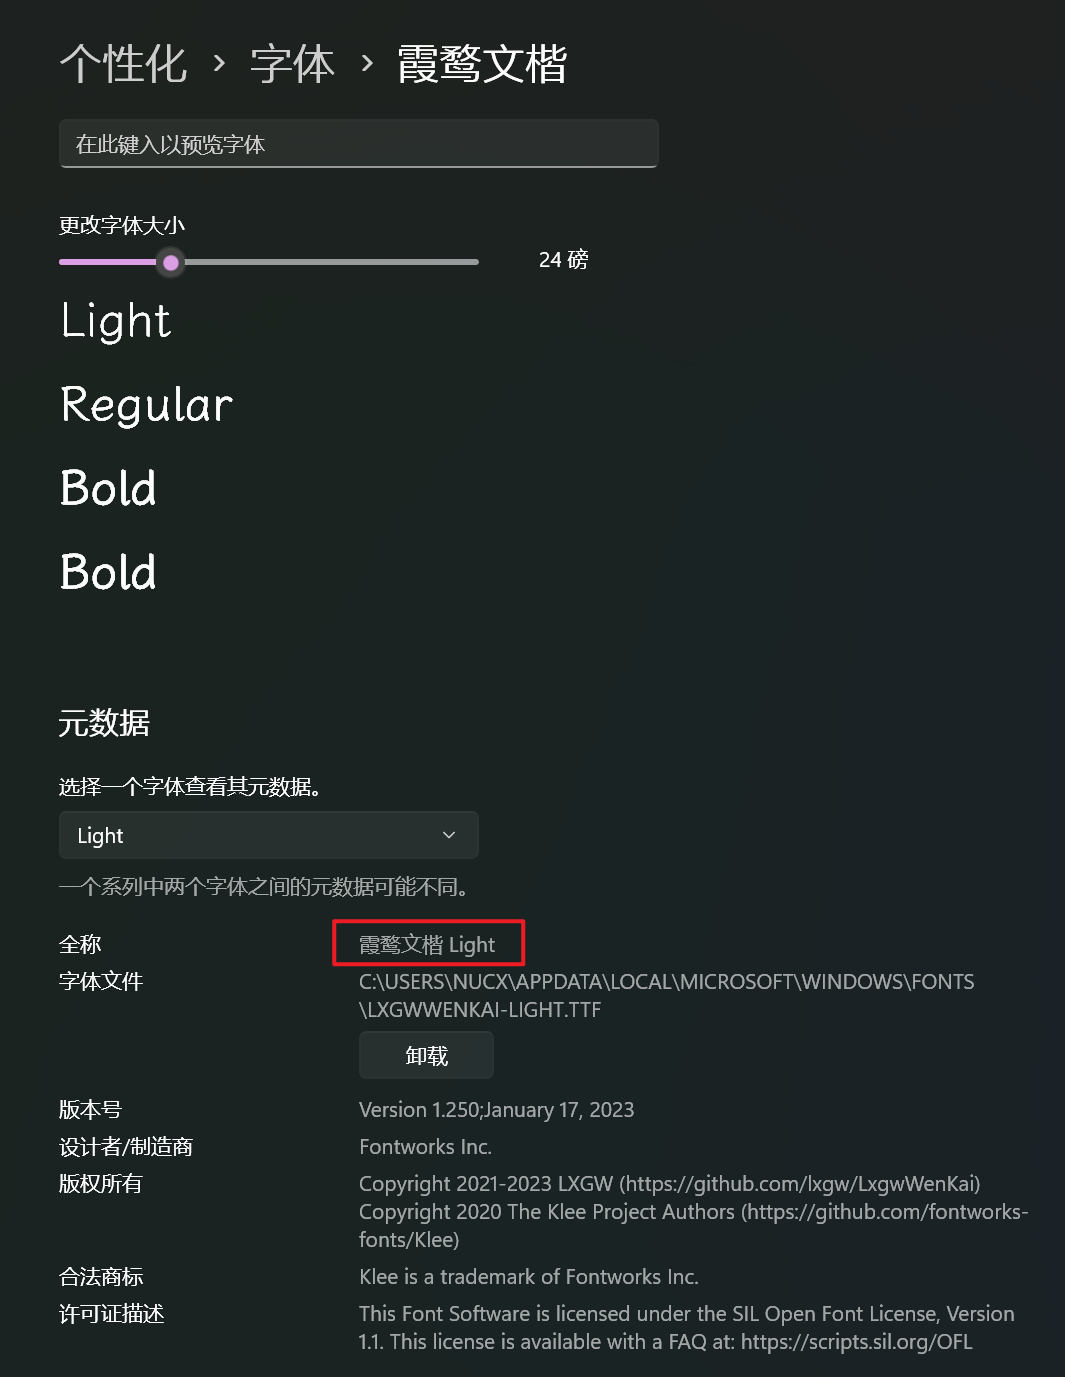 个性化 › 字体 › 霞鹜文楷
在此键入以预览字体
更改字体大小
24 磅
Light
Regular
Bold
Bold
元数据
选择一个字体查看其元数据。
Light
一个系列中两个字体之间的元数据可能不同。
全称 霞鹜文楷 Light
字体文件 C:\USERS\NUCX\APPDATA\LOCAL\MICROSOFT\WINDOWS\FONTS
\LXGWWENKAI-LIGHT.TTF
卸载
版本号 Version 1.250;January 17, 2023
设计者/制造商 Fontworks Inc.
版权所有 Copyright 2021-2023 LXGW (https://github.com/lxgw/LxgwWenKai)
Copyright 2020 The Klee Project Authors (https://github.com/fontworks-
fonts/Klee)
合法商标 Klee is a trademark of Fontworks Inc.
许可证描述 This Font Software is licensed under the SIL Open Font License, Version
1.1. This license is available with a FAQ at: https://scripts.sil.org/OFL